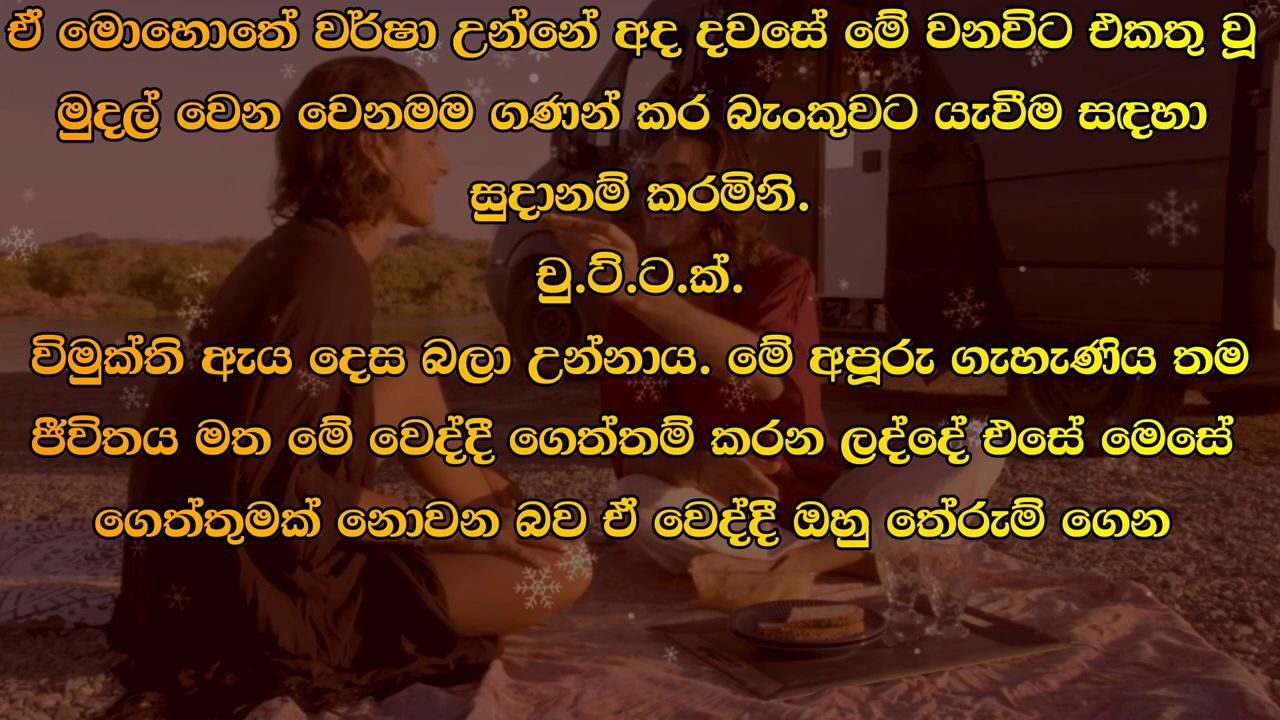 ඒ මොහොතේ වර්ෂා උන්නේ අද දවසේ මේ වනවිට එකතු වූ
මුදල් වෙන වෙනමම ගණන් කර බැංකුවට යැවීම සඳහා
සුදානම් කරමිනි.
චු.ට්.ට.ක්.
විමුක්ති ඇය දෙස බලා උන්නාය. මේ අපූරු ගැහැණිය තම
ජීවිතය මත මේ වෙද්දී ගෙත්තම් කරන ලද්දේ එසේ මෙසේ
ගෙත්තුමක් නොවන බව ඒ වෙද්දී ඔහු තේරුම් ගෙන